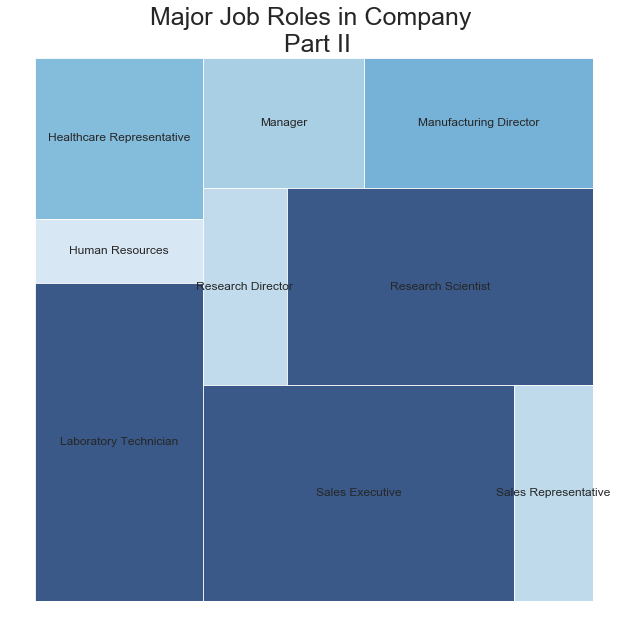 Major Job Roles in Company
Part II
Healthcare Representative
Manager
Manufacturing Director
Human Resources
Research Director
Research Scientist
Laboratory Technician
Sales Executive
Sales Representative